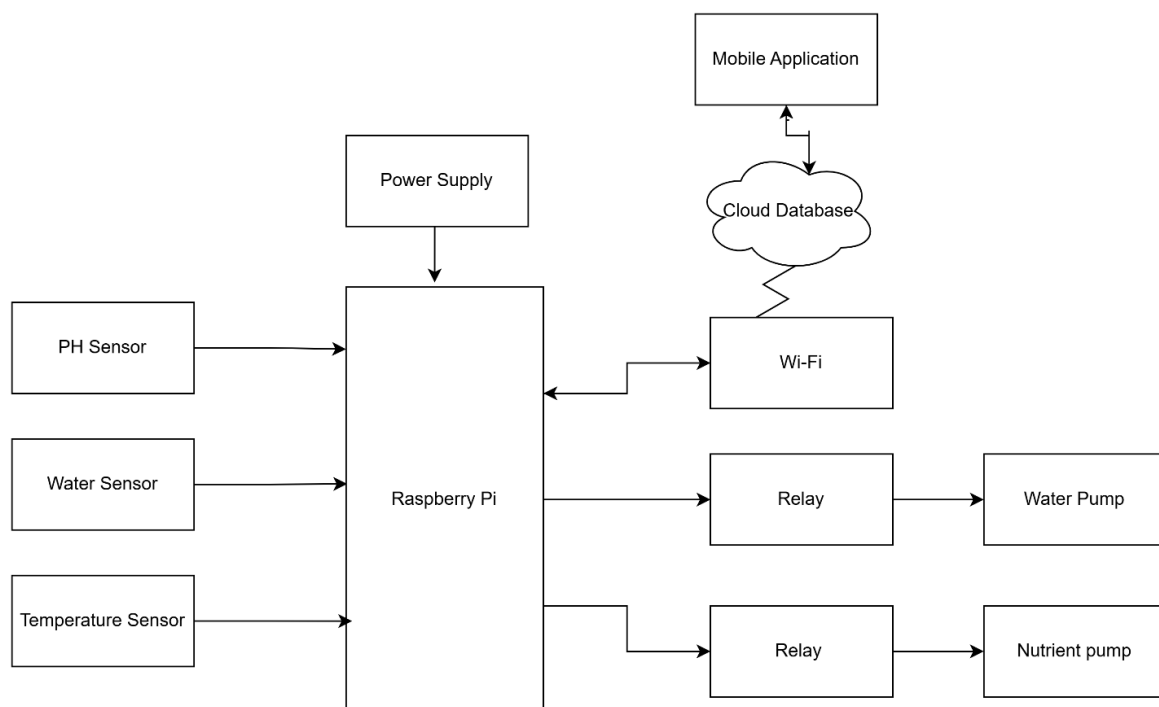 Mobile Application
Power Supply
Cloud Database
PH Sensor
Wi-Fi
Water Sensor
Raspberry Pi
Relay
Water Pump
Temperature Sensor
Relay
Nutrient pump